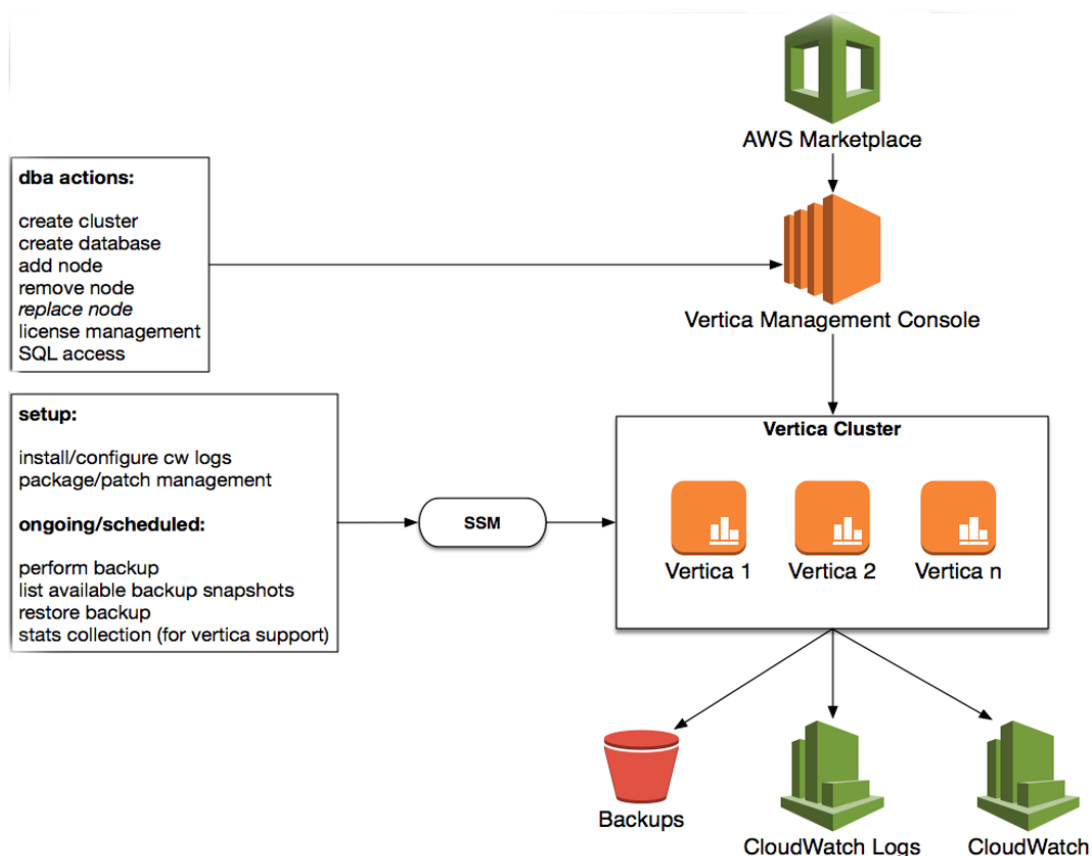 AWS Marketplace
dba actions:
create cluster
create database
add node
remove node
replace node
license management
SQL access
Vertica Management Console
setup:
install/configure cw logs
package/patch management
ongoing/scheduled:
perform backup
list available backup snapshots
restore backup
stats collection (for vertica support)
SSM
Vertica Cluster
Vertica 1
Vertica 2
Vertica n
Backups
CloudWatch Logs
CloudWatch